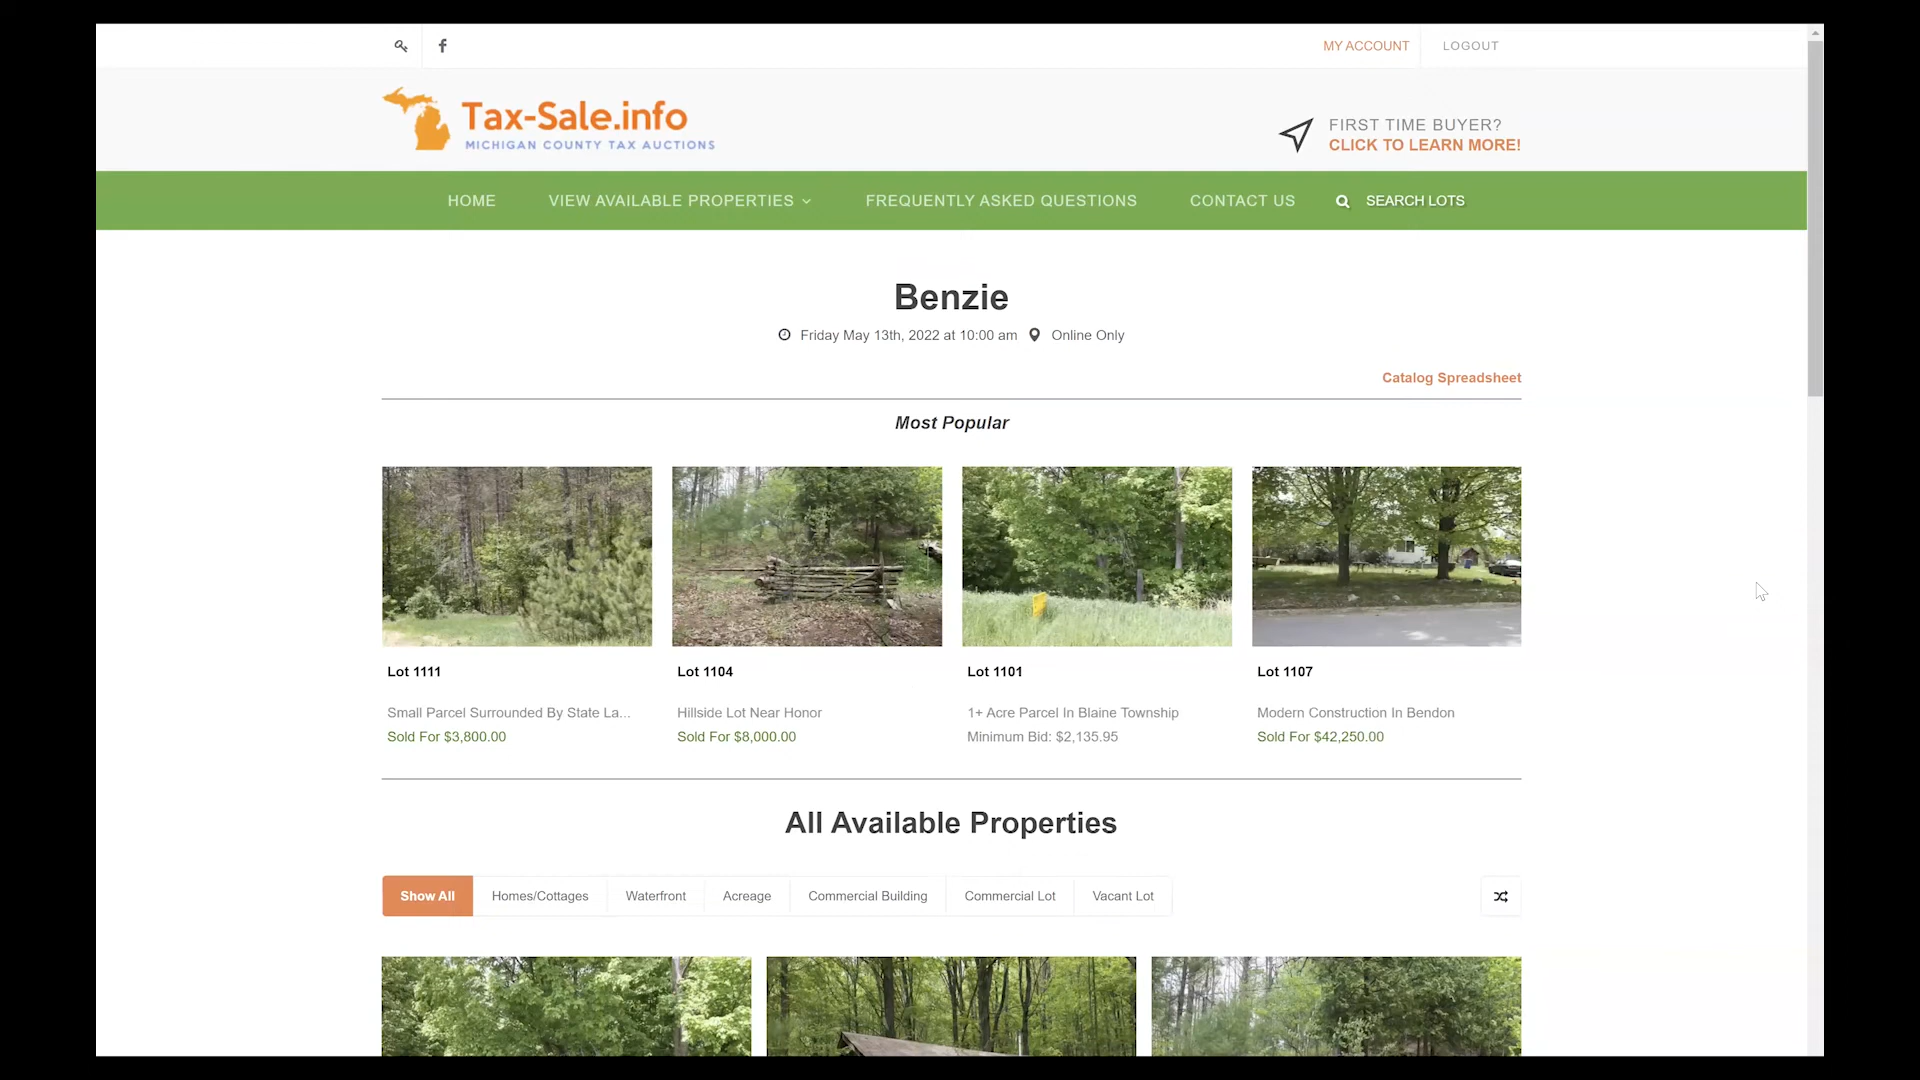 MY ACCOUNT
LOGOUT
Tax-Sale.info
MICHIGAN COUNTY TAX AUCTIONS
FIRST TIME BUYER?
CLICK TO LEARN MORE!
HOME
VIEW AVAILABLE PROPERTIES
FREQUENTLY ASKED QUESTIONS
CONTACT US
SEARCH LOTS
Benzie
Friday May 13th, 2022 at 10:00 am
Online Only
Catalog Spreadsheet
Most Popular
Lot 1111
Small Parcel Surrounded By State La...
Sold For $3,800.00
Lot 1104
Hillside Lot Near Honor
Sold For $8,000.00
Lot 1101
1+ Acre Parcel In Blaine Township
Minimum Bid: $2,135.95
Lot 1107
Modern Construction In Bendon
Sold For $42,250.00
All Available Properties
Show All
Homes/Cottages
Waterfront
Acreage
Commercial Building
Commercial Lot
Vacant Lot